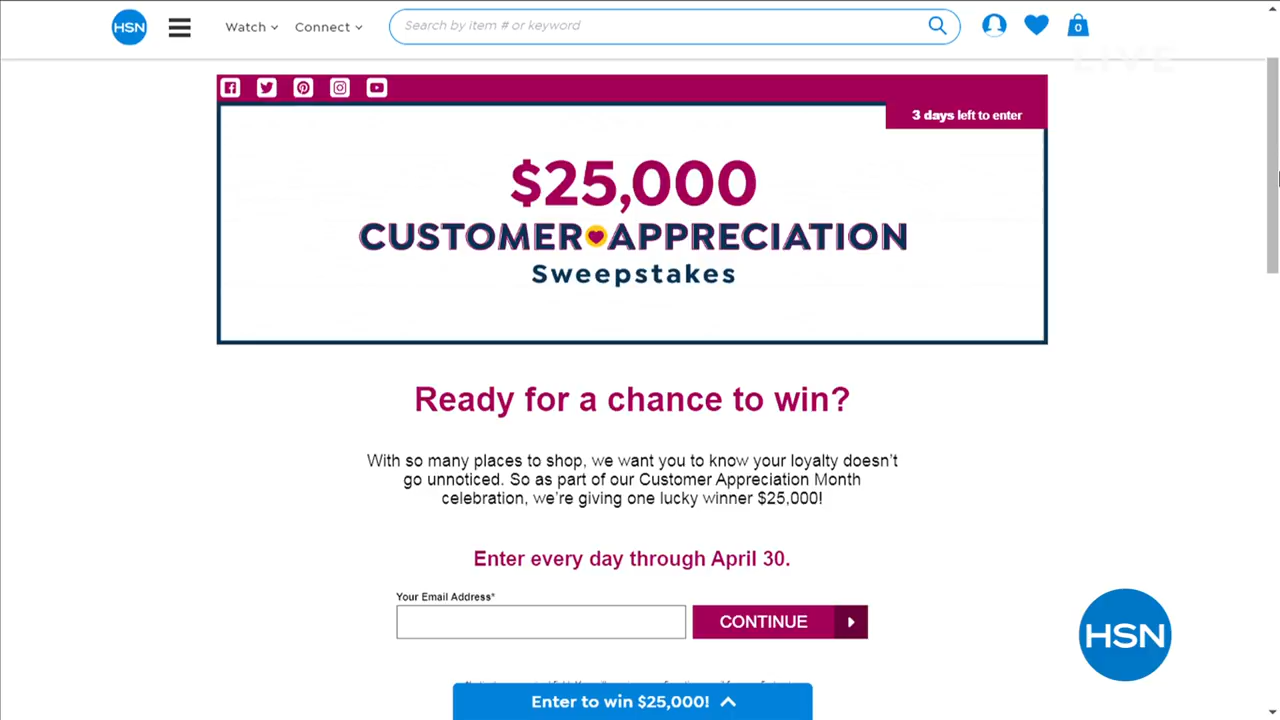 HSN
Watch
Connect
Search by item # or keyword
0
LIVE
3 days left to enter
$25,000
CUSTOMER APPRECIATION
Sweepstakes
Ready for a chance to win?
With so many places to shop, we want you to know your loyalty doesn't
go unnoticed. So as part of our Customer Appreciation Month
celebration, we're giving one lucky winner $25,000!
Enter every day through April 30.
Your Email Address*
CONTINUE
HSN
Enter to win $25,000!